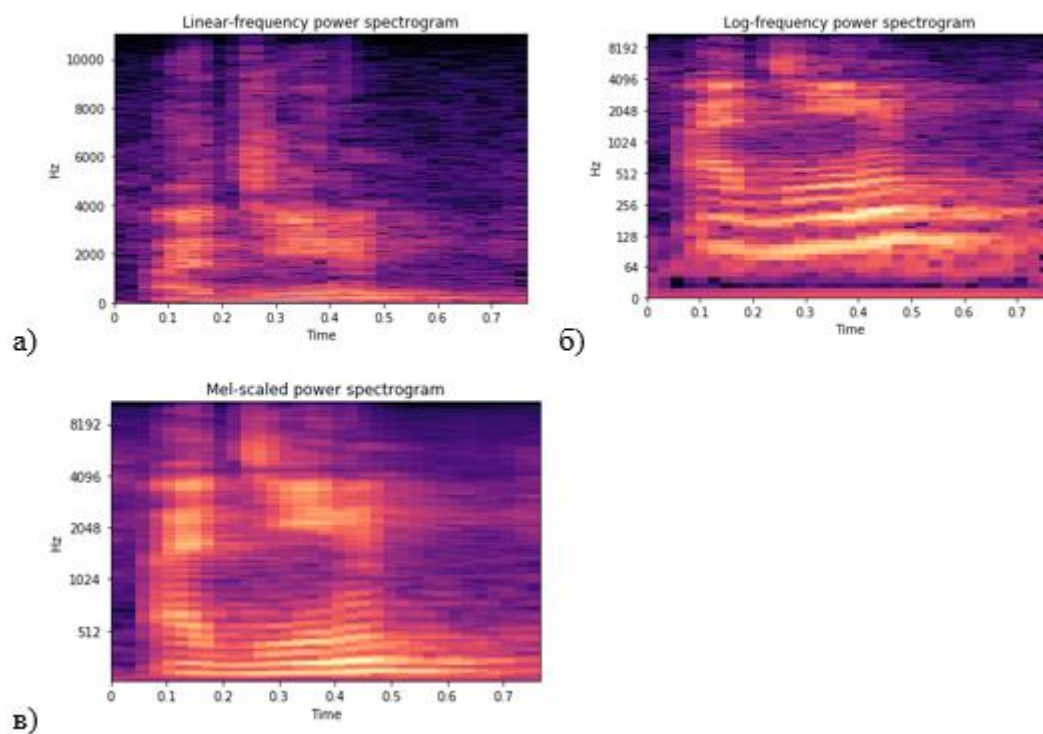 Linear-frequency power spectrogram
10000
8000
6000
4000
2000
0
Hz
0 0.1 0.2 0.3 0.4 0.5 0.6 0.7
Time
а)
Log-frequency power spectrogram
8192
4096
2048
1024
512
256
128
64
0
Hz
0 0.1 0.2 0.3 0.4 0.5 0.6 0.7
Time
б)
Mel-scaled power spectrogram
8192
4096
2048
1024
512
Hz
0 0.1 0.2 0.3 0.4 0.5 0.6 0.7
Time
в)